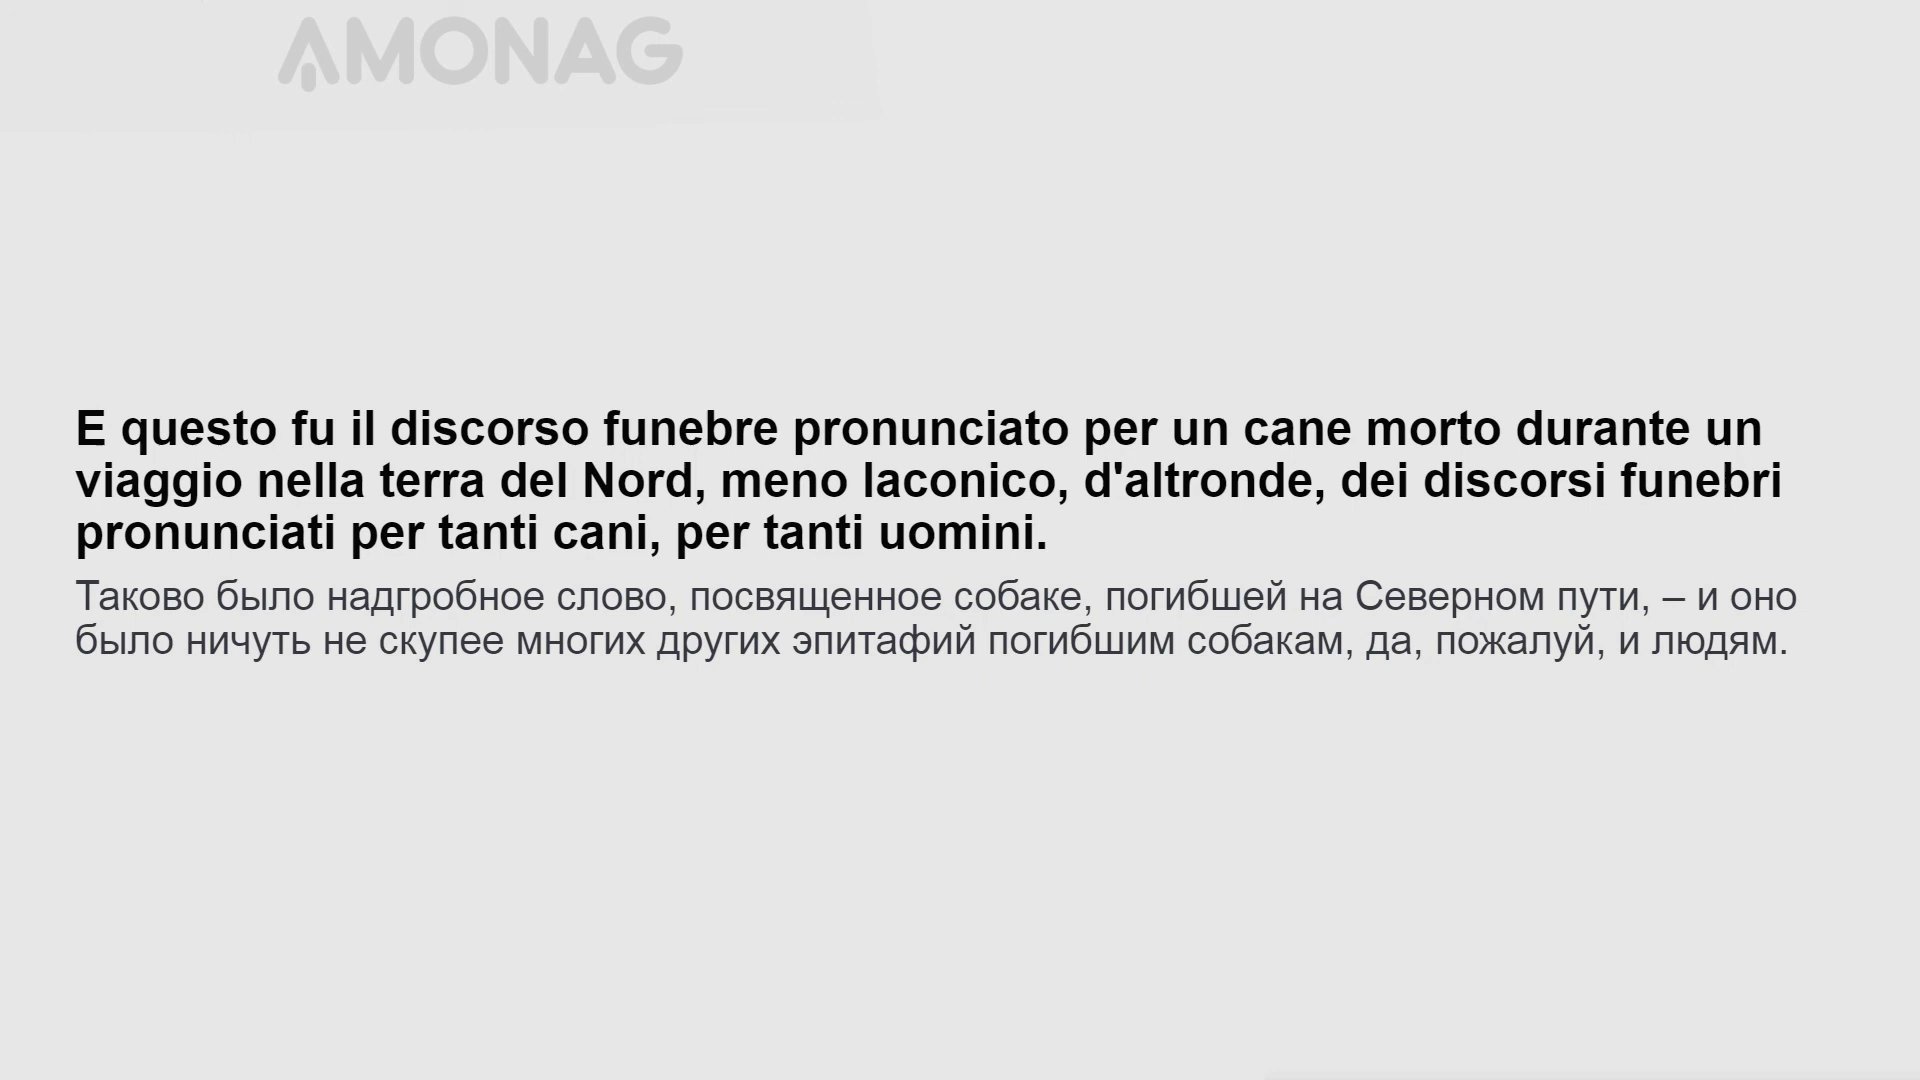 AMONAG
E questo fu il discorso funebre pronunciato per un cane morto durante un
viaggio nella terra del Nord, meno laconico, d'altronde, dei discorsi funebri
pronunciati per tanti cani, per tanti uomini.
Таково было надгробное слово, посвященное собаке, погибшей на Северном пути, – и оно
было ничуть не скупее многих других эпитафий погибшим собакам, да, пожалуй, и людям.